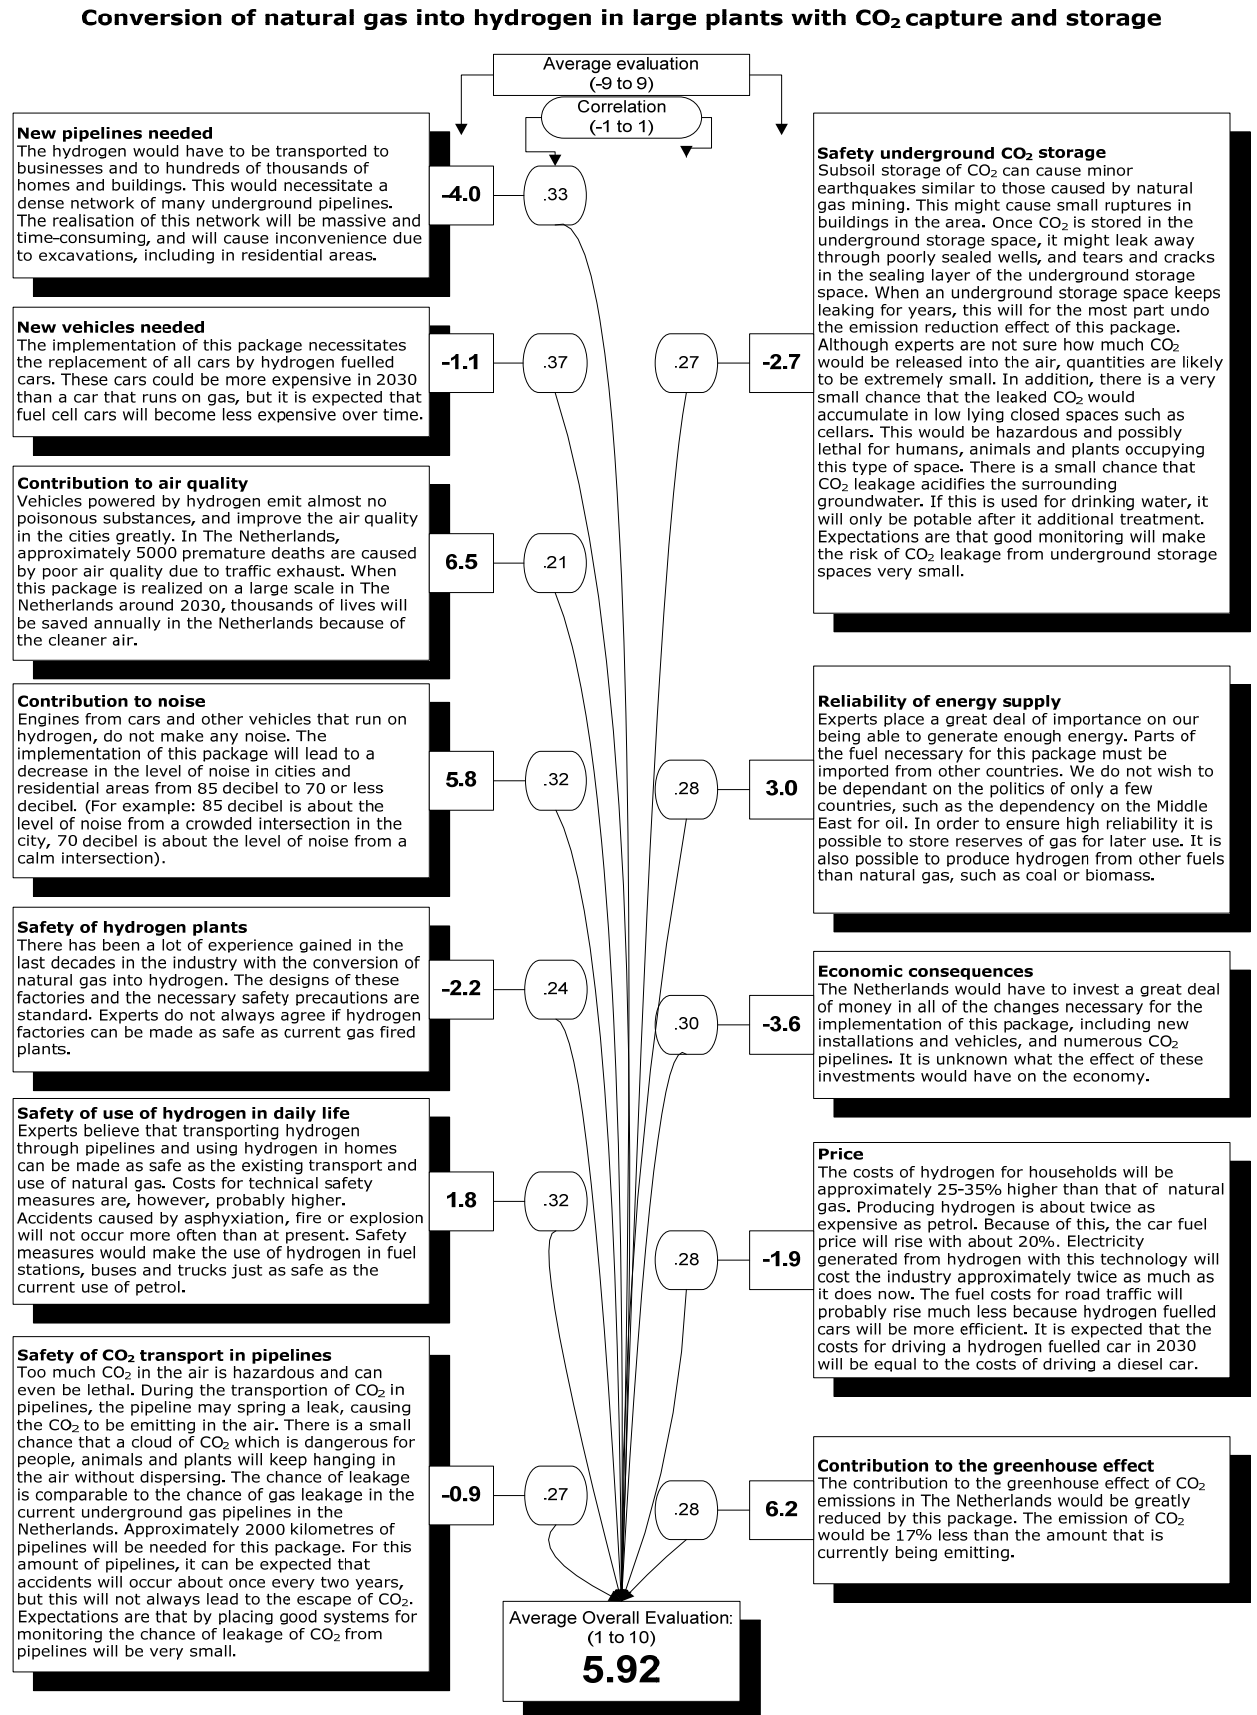 Conversion of natural gas into hydrogen in large plants with CO₂ capture and storage
Average evaluation
(-9 to 9)
Correlation
(-1 to 1)
New pipelines needed
The hydrogen would have to be transported to
businesses and to hundreds of thousands of
homes and buildings. This would necessitate a
dense network of many underground pipelines.
The realisation of this network will be massive and
time-consuming, and will cause inconvenience due
to excavations, including in residential areas.
-4.0
.33
New vehicles needed
The implementation of this package necessitates
the replacement of all cars by hydrogen fuelled
cars. These cars could be more expensive in 2030
than a car that runs on gas, but it is expected that
fuel cell cars will become less expensive over time.
-1.1
.37
Contribution to air quality
Vehicles powered by hydrogen emit almost no
poisonous substances, and improve the air quality
in the cities greatly. In The Netherlands,
approximately 5000 premature deaths are caused
by poor air quality due to traffic exhaust. When
this package is realized on a large scale in The
Netherlands around 2030, thousands of lives will
be saved annually in the Netherlands because of
the cleaner air.
6.5
.21
Contribution to noise
Engines from cars and other vehicles that run on
hydrogen, do not make any noise. The
implementation of this package will lead to a
decrease in the level of noise in cities and
residential areas from 85 decibel to 70 or less
decibel. (For example: 85 decibel is about the
level of noise from a crowded intersection in the
city, 70 decibel is about the level of noise from a
calm intersection).
5.8
.32
Safety of hydrogen plants
There has been a lot of experience gained in the
last decades in the industry with the conversion of
natural gas into hydrogen. The designs of these
factories and the necessary safety precautions are
standard. Experts do not always agree if hydrogen
factories can be made as safe as current gas fired
plants.
-2.2
.24
Safety of use of hydrogen in daily life
Experts believe that transporting hydrogen
through pipelines and using hydrogen in homes
can be made as safe as the existing transport and
use of natural gas. Costs for technical safety
measures are, however, probably higher.
Accidents caused by asphyxiation, fire or explosion
will not occur more often than at present. Safety
measures would make the use of hydrogen in fuel
stations, buses and trucks just as safe as the
current use of petrol.
1.8
.32
Safety of CO₂ transport in pipelines
Too much CO₂ in the air is hazardous and can
even be lethal. During the transportion of CO₂ in
pipelines, the pipeline may spring a leak, causing
the CO₂ to be emitting in the air. There is a small
chance that a cloud of CO₂ which is dangerous for
people, animals and plants will keep hanging in
the air without dispersing. The chance of leakage
is comparable to the chance of gas leakage in the
current underground gas pipelines in the
Netherlands. Approximately 2000 kilometres of
pipelines will be needed for this package. For this
amount of pipelines, it can be expected that
accidents will occur about once every two years,
but this will not always lead to the escape of CO₂.
Expectations are that by placing good systems for
monitoring the chance of leakage of CO₂ from
pipelines will be very small.
-0.9
.27
Safety underground CO₂ storage
Subsoil storage of CO₂ can cause minor
earthquakes similar to those caused by natural
gas mining. This might cause small ruptures in
buildings in the area. Once CO₂ is stored in the
underground storage space, it might leak away
through poorly sealed wells, and tears and cracks
in the sealing layer of the underground storage
space. When an underground storage space keeps
leaking for years, this will for the most part undo
the emission reduction effect of this package.
Although experts are not sure how much CO₂
would be released into the air, quantities are likely
to be extremely small. In addition, there is a very
small chance that the leaked CO₂ would
accumulate in low lying closed spaces such as
cellars. This would be hazardous and possibly
lethal for humans, animals and plants occupying
this type of space. There is a small chance that
CO₂ leakage acidifies the surrounding
groundwater. If this is used for drinking water, it
will only be potable after it additional treatment.
Expectations are that good monitoring will make
the risk of CO₂ leakage from underground storage
spaces very small.
.27
-2.7
Reliability of energy supply
Experts place a great deal of importance on our
being able to generate enough energy. Parts of
the fuel necessary for this package must be
imported from other countries. We do not wish to
be dependant on the politics of only a few
countries, such as the dependency on the Middle
East for oil. In order to ensure high reliability it is
possible to store reserves of gas for later use. It is
also possible to produce hydrogen from other fuels
than natural gas, such as coal or biomass.
.28
3.0
Economic consequences
The Netherlands would have to invest a great deal
of money in all of the changes necessary for the
implementation of this package, including new
installations and vehicles, and numerous CO₂
pipelines. It is unknown what the effect of these
investments would have on the economy.
.30
-3.6
Price
The costs of hydrogen for households will be
approximately 25-35% higher than that of natural
gas. Producing hydrogen is about twice as
expensive as petrol. Because of this, the car fuel
price will rise with about 20%. Electricity
generated from hydrogen with this technology will
cost the industry approximately twice as much as
it does now. The fuel costs for road traffic will
probably rise much less because hydrogen fuelled
cars will be more efficient. It is expected that the
costs for driving a hydrogen fuelled car in 2030
will be equal to the costs of driving a diesel car.
.28
-1.9
Contribution to the greenhouse effect
The contribution to the greenhouse effect of CO₂
emissions in The Netherlands would be greatly
reduced by this package. The emission of CO₂
would be 17% less than the amount that is
currently being emitting.
.28
6.2
Average Overall Evaluation:
(1 to 10)
5.92